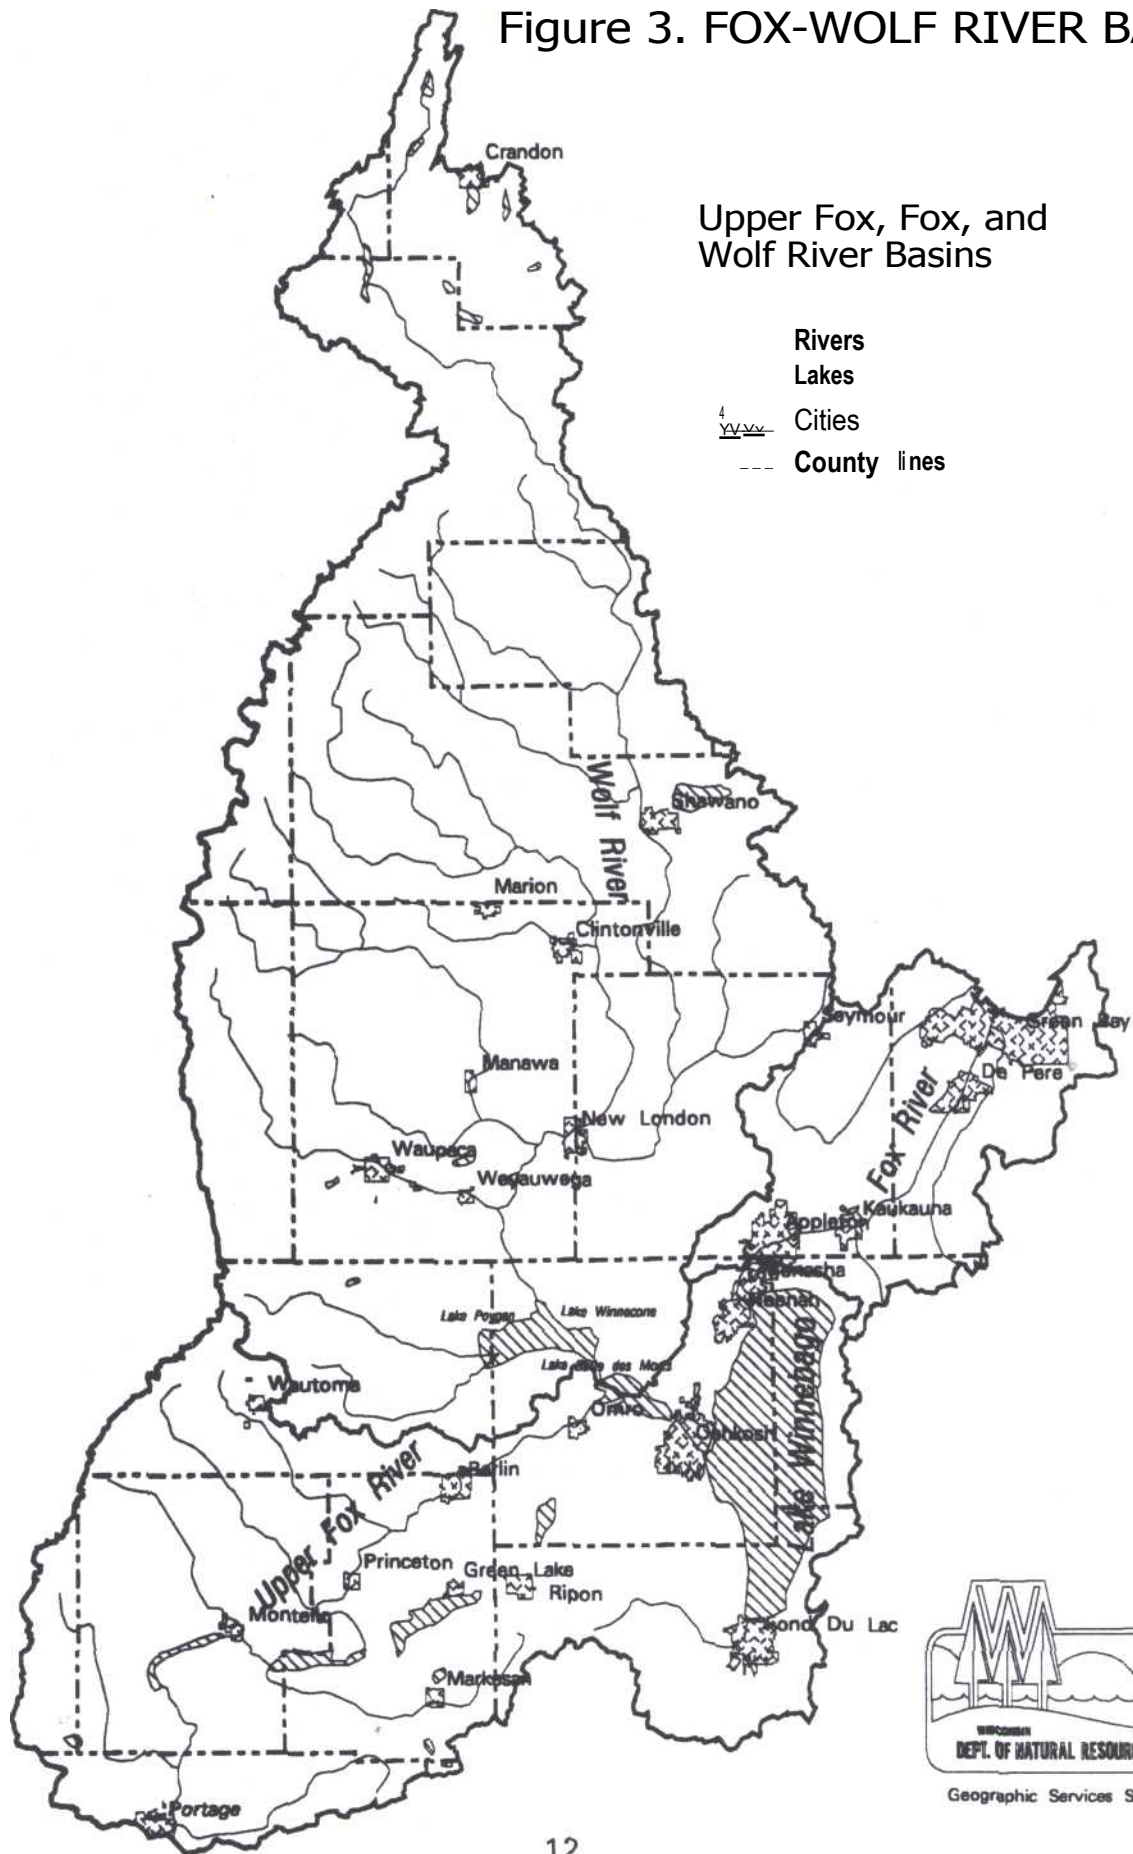 Figure 3. FOX-WOLF RIVER BA
Crandon
Upper Fox, Fox, and
Wolf River Basins
Rivers
Lakes
Cities
County lines
Wolf River
Shawano
Marion
Clintonville
Seymour
Green Bay
Manawa
De Pere
Fox River
New London
Waupaca
Weyauwega
Kaukauna
Appleton
Menasha
Neenah
Lake Poygan
Lake Winnecone
Lake Butte des Morts
Lake Winnebago
Wautoma
Omro
Oshkosh
Berlin
Upper Fox River
Princeton
Green Lake
Ripon
Montello
Fond Du Lac
Markesan
WISCONSIN
DEPT. OF NATURAL RESOUR
Geographic Services S
Portage
12